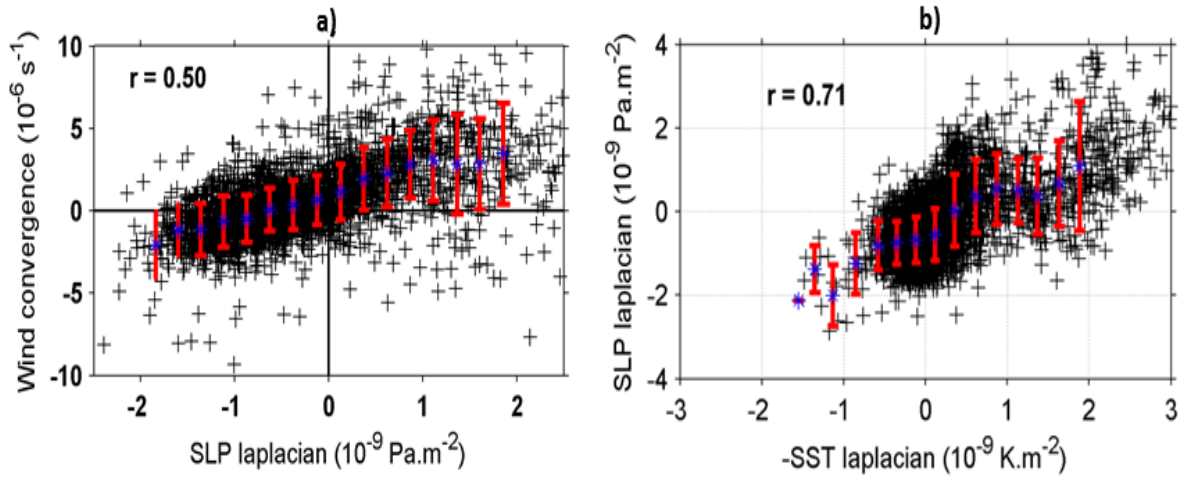 a)
r = 0.50
Wind convergence (10⁻⁶ s⁻¹)
10
5
0
-5
-10
-2
-1
0
1
2
SLP laplacian (10⁻⁹ Pa.m⁻²)
b)
r = 0.71
SLP laplacian (10⁻⁹ Pa.m⁻²)
4
2
0
-2
-4
-3
-2
-1
0
1
2
3
-SST laplacian (10⁻⁹ K.m⁻²)